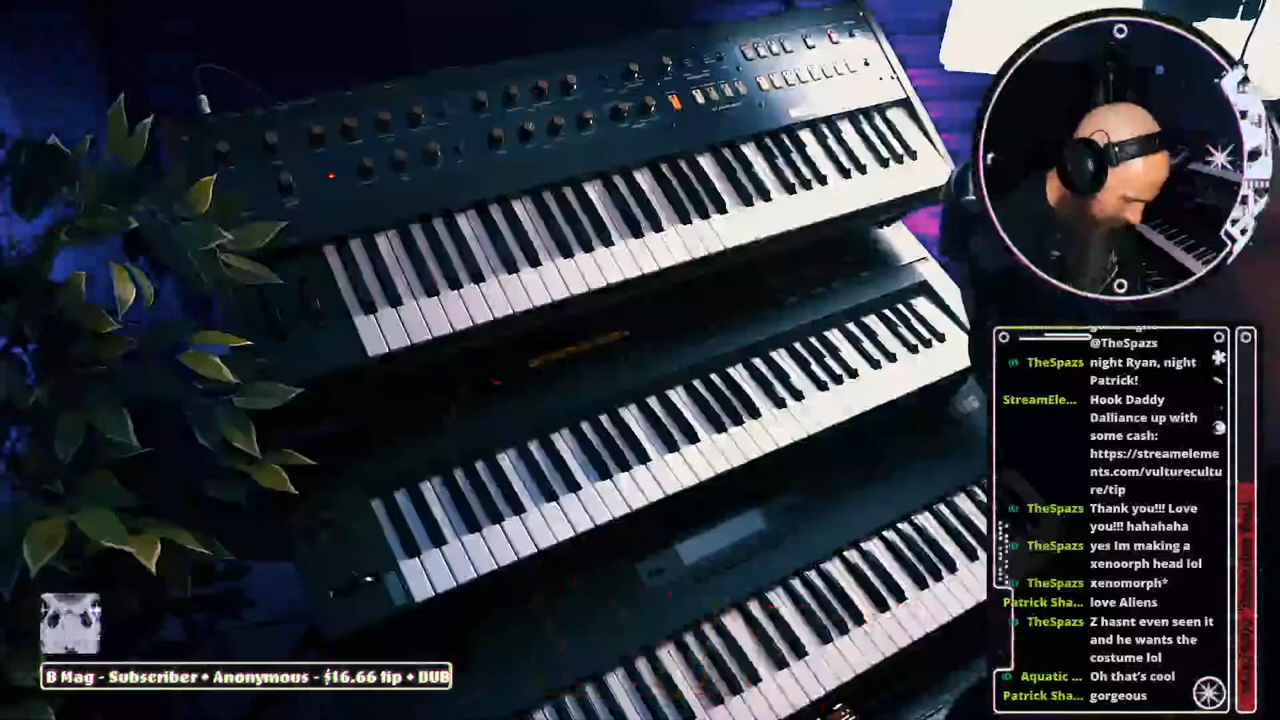 @TheSpazs
TheSpazs night Ryan, night
Patrick!
StreamEle... Hook Daddy
Dalliance up with
some cash:
https://streameleme
nts.com/vulturecultu
re/tip
TheSpazs Thank you!!! Love
you!!! hahahaha
TheSpazs yes Im making a
xenoorph head lol
TheSpazs xenomorph*
Patrick Sha... love Aliens
TheSpazs Z hasnt even seen it
and he wants the
costume lol
Aquatic ... Oh that's cool
Patrick Sha... gorgeous
B Mag - Subscriber • Anonymous - $16.66 tip • DUB